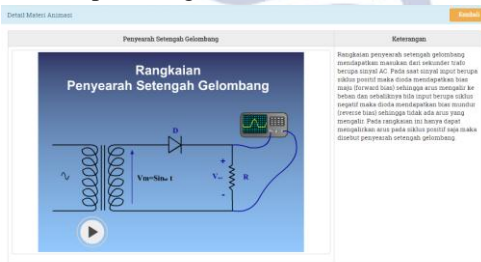 Detail Materi Animasi
Kembali
Penyearah Setengah Gelombang
Keterangan
Rangkaian
Penyearah Setengah Gelombang
D
Vm=Sinω t
+
R
-
Rangkaian penyearah setengah gelombang
mendapatkan masukan dari sekunder trafo
berupa sinyal AC. Pada saat sinyal input berupa
siklus positif maka dioda mendapatkan bias
maju (forward bias) sehingga arus mengalir ke
beban dan sebaliknya bila input berupa siklus
negatif maka dioda mendapatkan bias mundur
(reverse bias) sehingga tidak ada arus yang
mengalir. Pada rangkaian ini hanya dapat
mengalirkan arus pada siklus positif saja maka
disebut penyearah setengah gelombang.